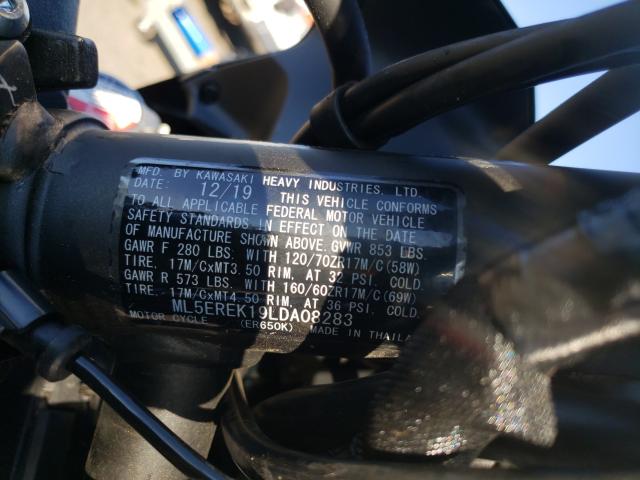 MFD. BY KAWASAKI HEAVY INDUSTRIES, LTD.
DATE: 12/19 THIS VEHICLE CONFORMS
TO ALL APPLICABLE FEDERAL MOTOR VEHICLE
SAFETY STANDARDS IN EFFECT ON THE DATE
OF MANUFACTURE SHOWN ABOVE. GVWR 853 LBS.
GAWR F 280 LBS. WITH 120/70ZR17M/C(58W)
TIRE, 17M/CxMT3.50 RIM, AT 32 PSI. COLD.
GAWR R 573 LBS. WITH 160/60ZR17M/C(69W)
TIRE, 17M/CxMT4.50 RIM, AT 36 PSI. COLD.
ML5EREK19LDA08283
MOTOR CYCLE (ER650K) MADE IN THAILAND